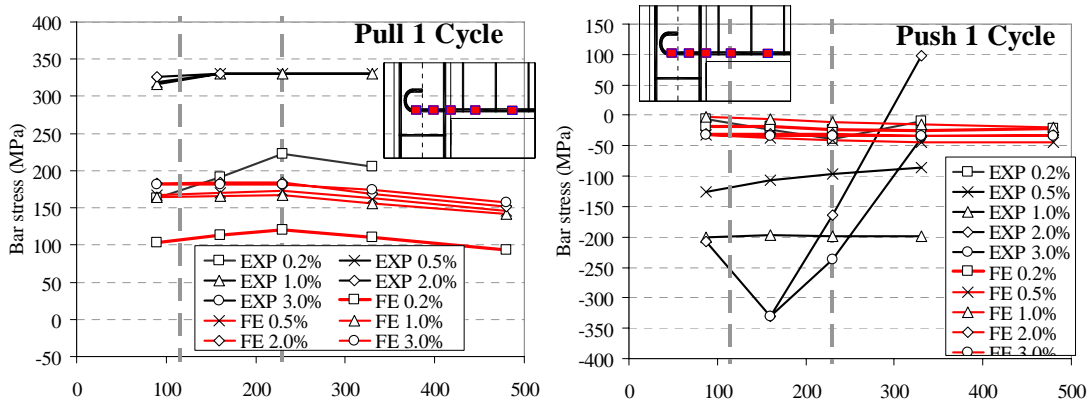 Pull 1 Cycle
Bar stress (MPa)
400
350
300
250
200
150
100
50
0
-50
EXP 0.2% EXP 0.5%
EXP 1.0% EXP 2.0%
EXP 3.0% FE 0.2%
FE 0.5% FE 1.0%
FE 2.0% FE 3.0%
0 100 200 300 400 500
Push 1 Cycle
Bar stress (MPa)
150
100
50
0
-50
-100
-150
-200
-250
-300
-350
-400
EXP 0.2%
EXP 0.5%
EXP 1.0%
EXP 2.0%
EXP 3.0%
FE 0.2%
FE 0.5%
FE 1.0%
FE 2.0%
FE 3.0%
0 100 200 300 400 500